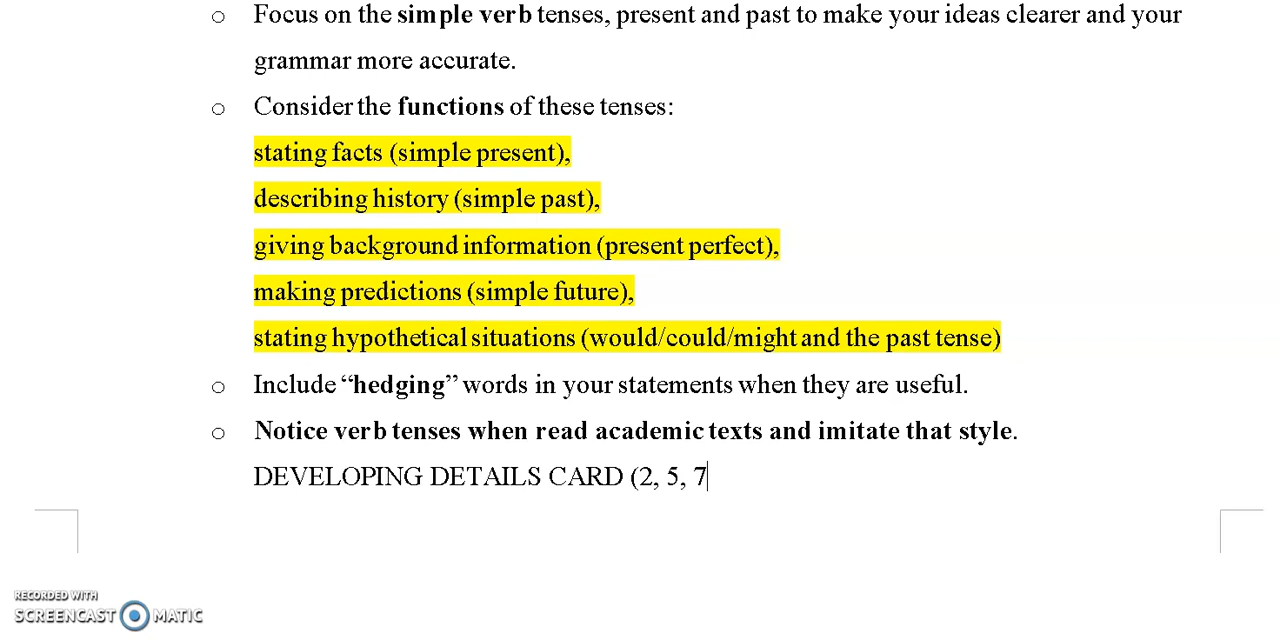 o Focus on the simple verb tenses, present and past to make your ideas clearer and your
grammar more accurate.
o Consider the functions of these tenses:
stating facts (simple present),
describing history (simple past),
giving background information (present perfect),
making predictions (simple future),
stating hypothetical situations (would/could/might and the past tense)
o Include “hedging” words in your statements when they are useful.
o Notice verb tenses when read academic texts and imitate that style.
DEVELOPING DETAILS CARD (2, 5, 7
RECORDED WITH
SCREENCAST MATIC